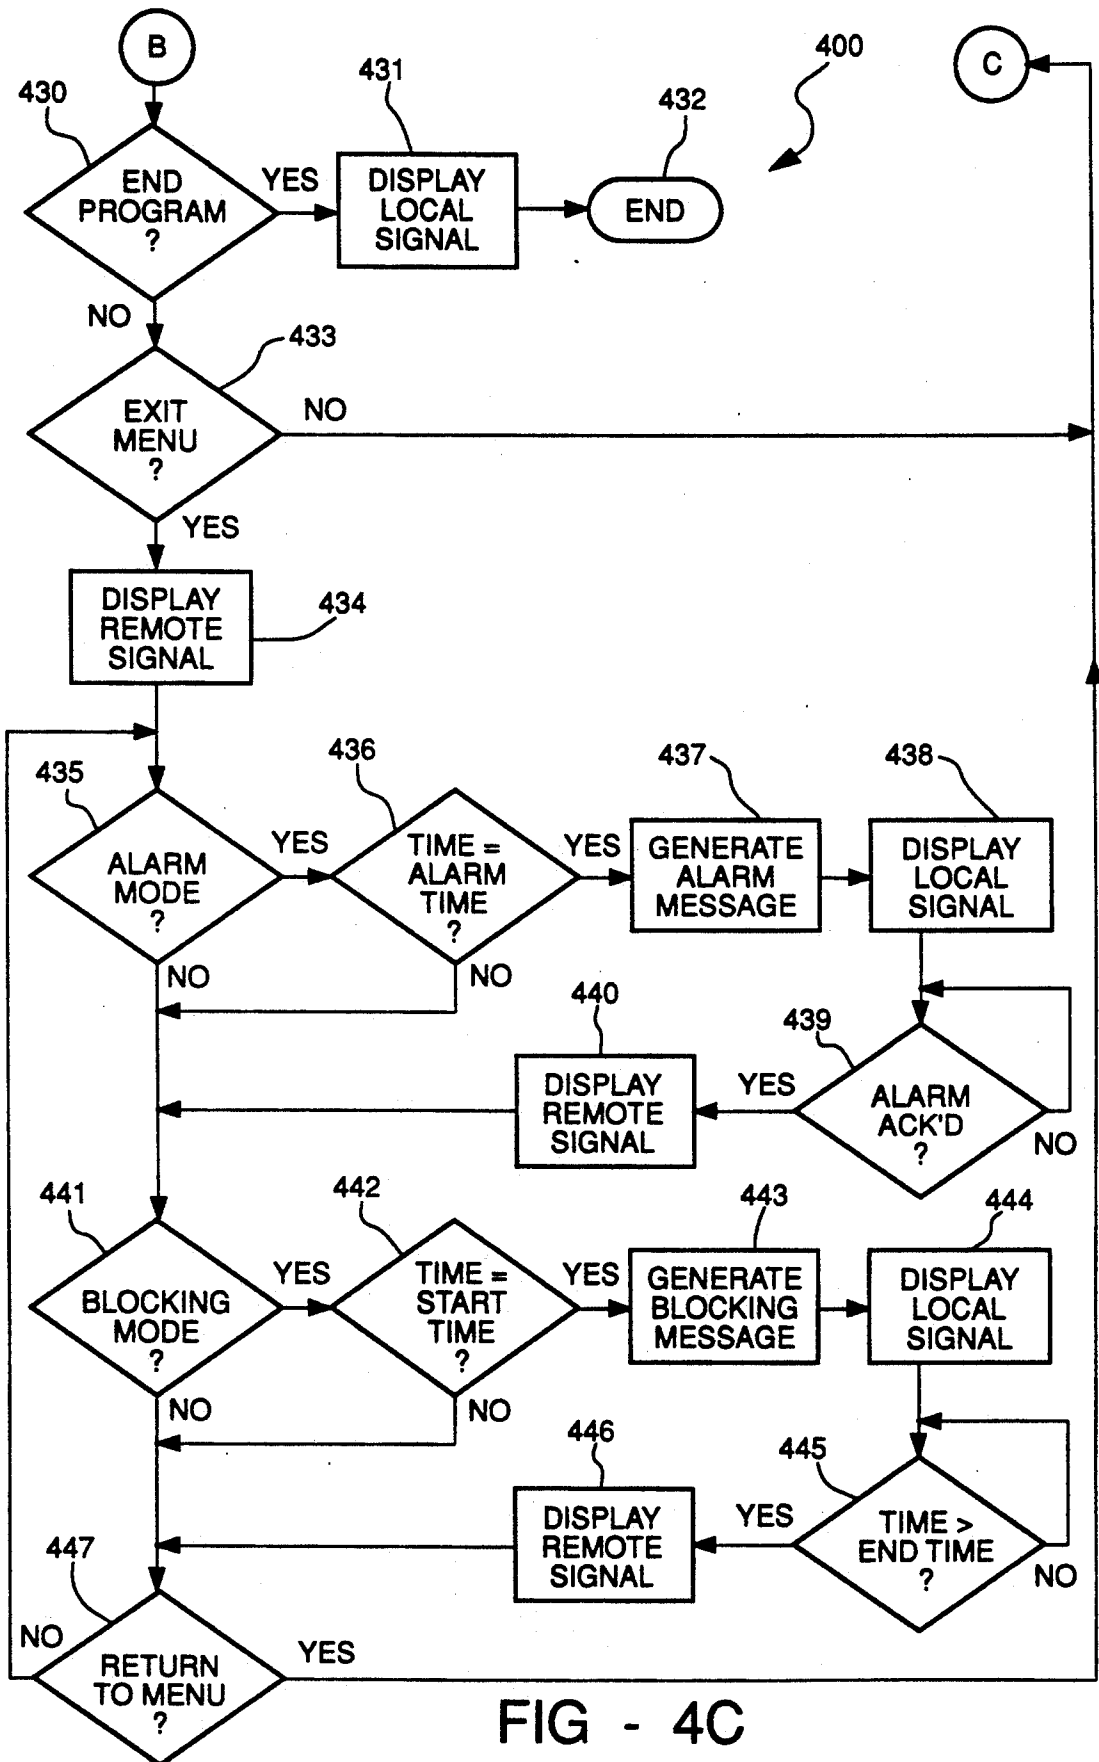 B
C
400
430
431
432
END
PROGRAM
?
YES
DISPLAY
LOCAL
SIGNAL
END
NO
433
EXIT
MENU
?
NO
YES
DISPLAY
REMOTE
SIGNAL
434
435
436
437
438
ALARM
MODE
?
YES
TIME =
ALARM
TIME
?
YES
GENERATE
ALARM
MESSAGE
DISPLAY
LOCAL
SIGNAL
NO
NO
440
439
DISPLAY
REMOTE
SIGNAL
YES
ALARM
ACK'D
?
NO
441
442
443
444
BLOCKING
MODE
?
YES
TIME =
START
TIME
?
YES
GENERATE
BLOCKING
MESSAGE
DISPLAY
LOCAL
SIGNAL
NO
NO
446
445
DISPLAY
REMOTE
SIGNAL
YES
TIME >
END TIME
?
NO
447
NO
RETURN
TO MENU
?
YES
FIG - 4C